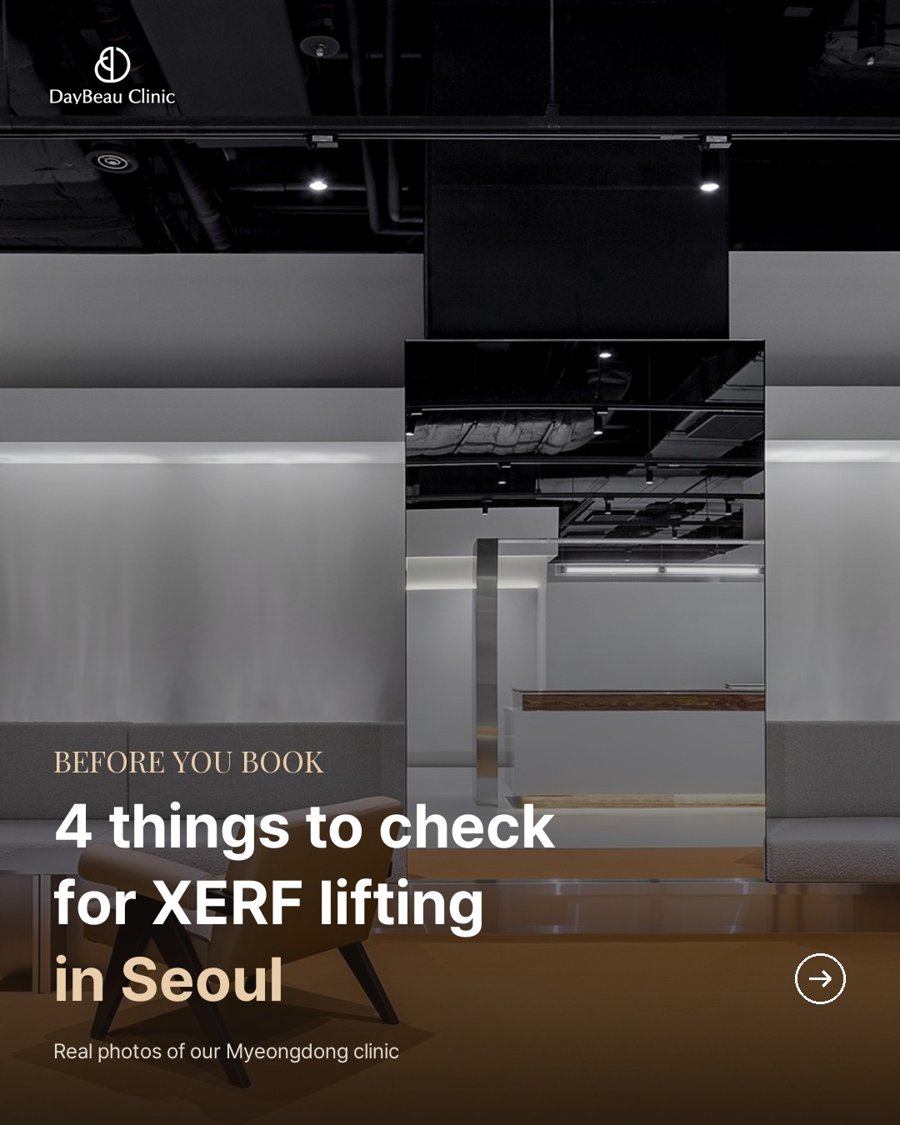 DayBeau Clinic
BEFORE YOU BOOK
4 things to check
for XERF lifting
in Seoul
Real photos of our Myeongdong clinic